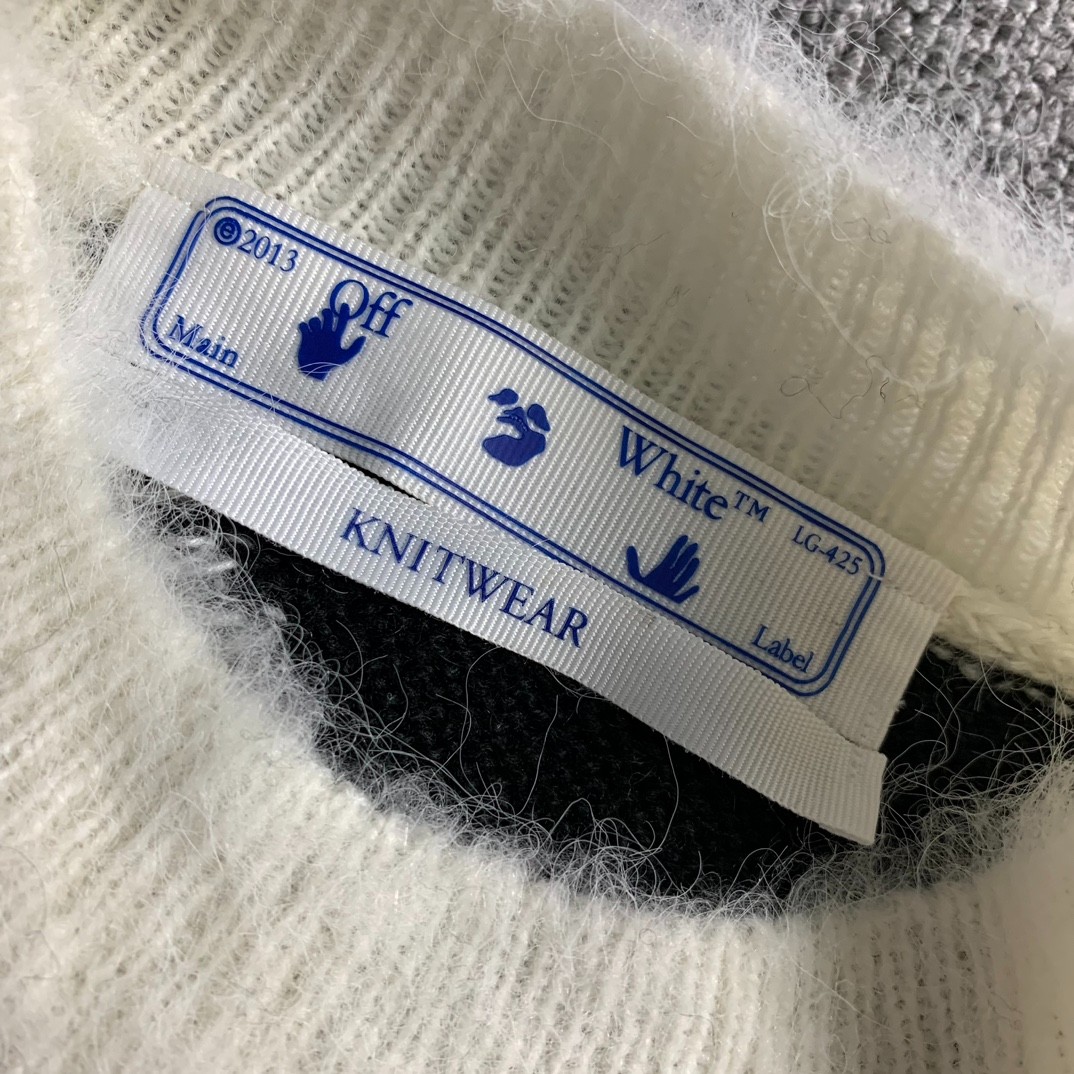 ©2013
Off
White™
LG-425
Main
Label
KNITWEAR